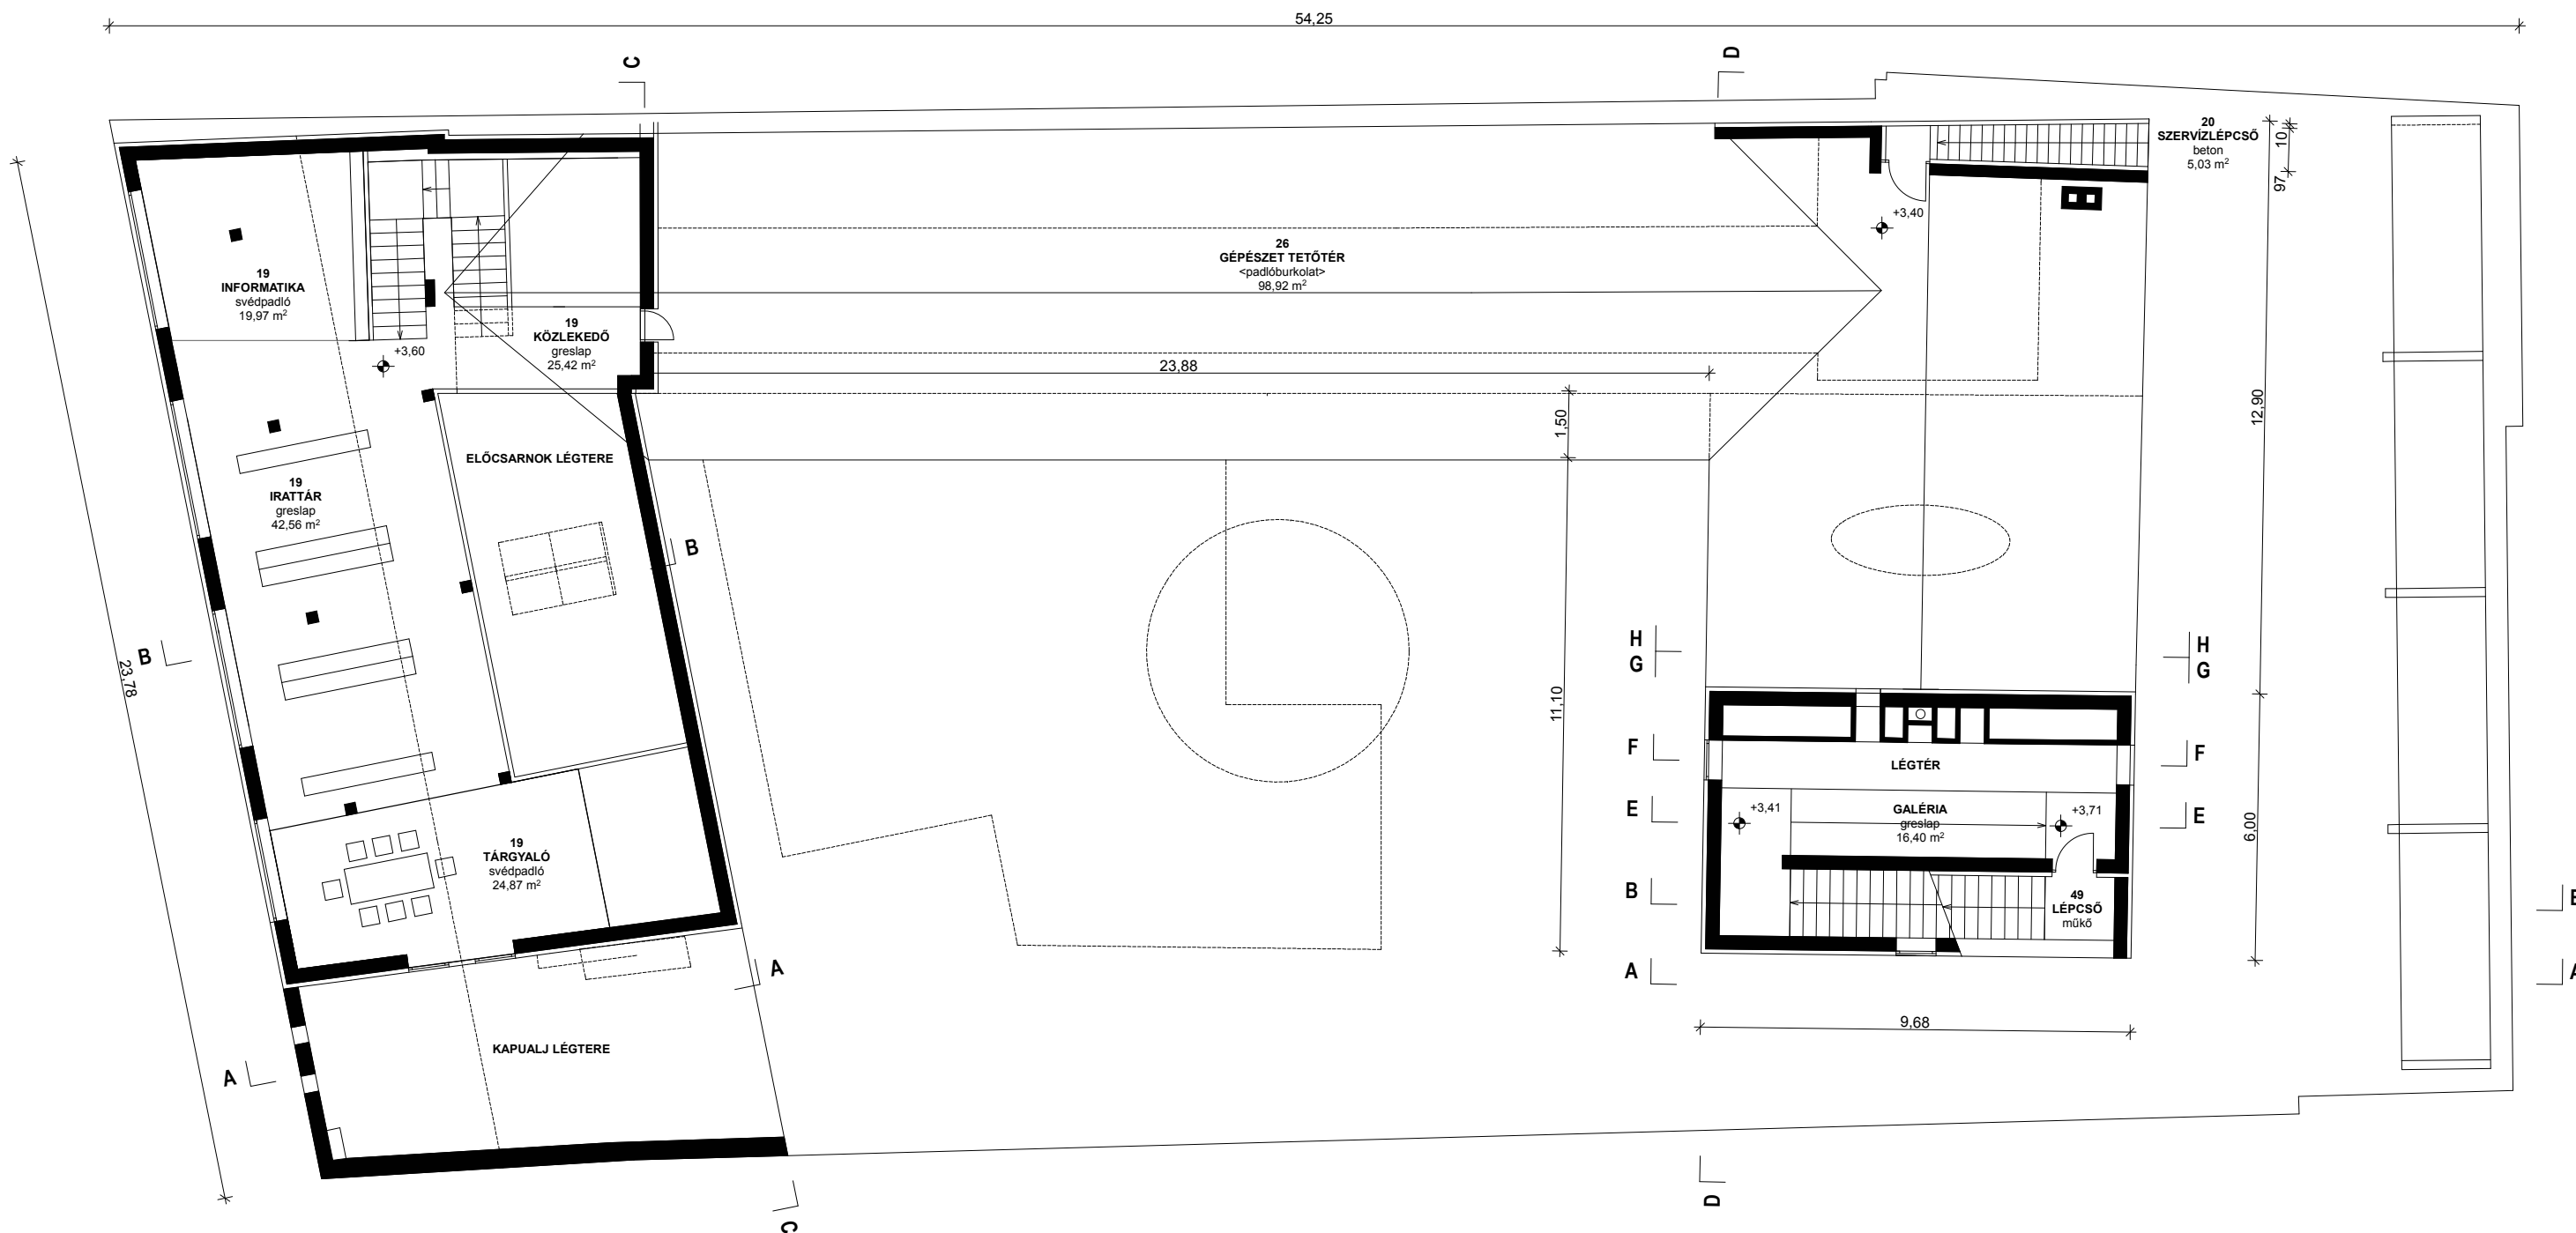 54,25
C
D
20
SZERVÍZLÉPCSŐ
beton
5,03 m²
10
97
+3,40
26
GÉPÉSZET TETŐTÉR
<padlóburkolat>
98,92 m²
19
INFORMATIKA
svédpadló
19,97 m²
19
KÖZLEKEDŐ
greslap
25,42 m²
+3,60
23,88
1,50
12,90
ELŐCSARNOK LÉGTERE
19
IRATTÁR
greslap
42,56 m²
B
B
23,78
H
G
H
G
11,10
F
F
LÉGTÉR
E
E
+3,41
GALÉRIA
greslap
16,40 m²
+3,71
6,00
19
TÁRGYALÓ
svédpadló
24,87 m²
B
49
LÉPCSŐ
műkő
A
A
A
9,68
KAPUALJ LÉGTERE
A
D
C